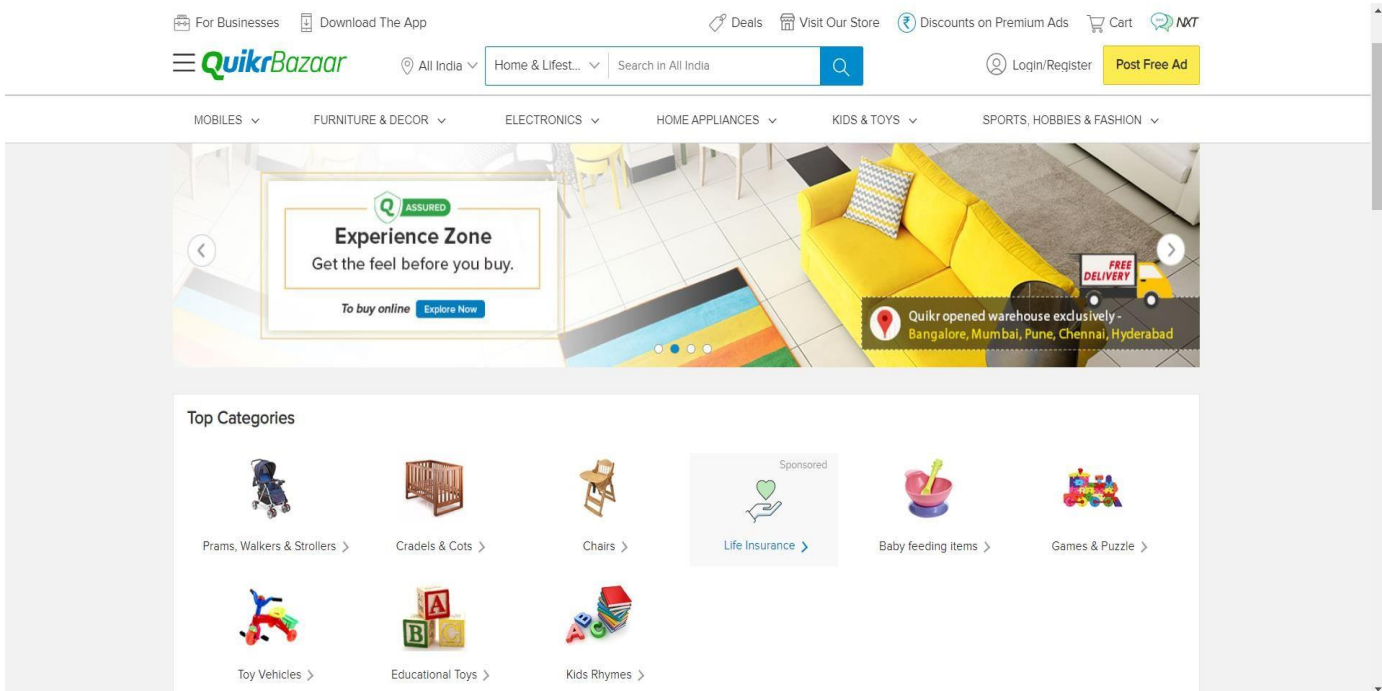 For Businesses
Download The App
Deals
Visit Our Store
Discounts on Premium Ads
Cart
NXT
QuikrBazaar
All India
Home & Lifest...
Search in All India
Login/Register
Post Free Ad
MOBILES
FURNITURE & DECOR
ELECTRONICS
HOME APPLIANCES
KIDS & TOYS
SPORTS, HOBBIES & FASHION
Q ASSURED
Experience Zone
Get the feel before you buy.
To buy online Explore Now
FREE
DELIVERY
Quikr opened warehouse exclusively -
Bangalore, Mumbai, Pune, Chennai, Hyderabad
Top Categories
Sponsored
Prams, Walkers & Strollers
Cradels & Cots
Chairs
Life Insurance
Baby feeding items
Games & Puzzle
A
B C
A B C
Toy Vehicles
Educational Toys
Kids Rhymes